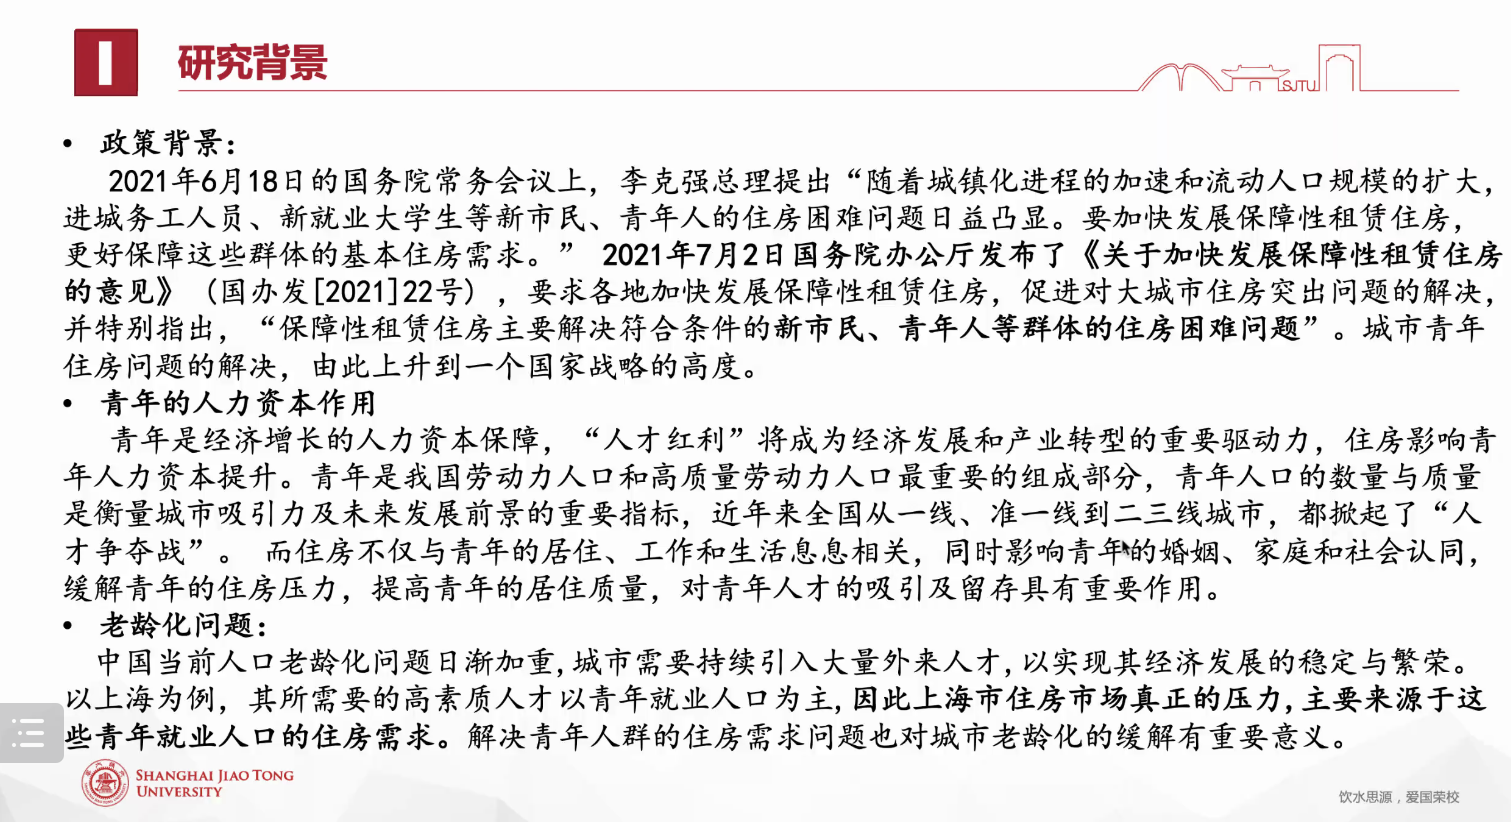 I 研究背景
SJTU
• 政策背景：
2021年6月18日的国务院常务会议上，李克强总理提出“随着城镇化进程的加速和流动人口规模的扩大，
进城务工人员、新就业大学生等新市民、青年人的住房困难问题日益凸显。要加快发展保障性租赁住房，
更好保障这些群体的基本住房需求。” 2021年7月2日国务院办公厅发布了《关于加快发展保障性租赁住房
的意见》（国办发[2021]22号），要求各地加快发展保障性租赁住房，促进对大城市住房突出问题的解决，
并特别指出，“保障性租赁住房主要解决符合条件的新市民、青年人等群体的住房困难问题”。城市青年
住房问题的解决，由此上升到一个国家战略的高度。
• 青年的人力资本作用
青年是经济增长的人力资本保障，“人才红利”将成为经济发展和产业转型的重要驱动力，住房影响青
年人力资本提升。青年是我国劳动力人口和高质量劳动力人口最重要的组成部分，青年人口的数量与质量
是衡量城市吸引力及未来发展前景的重要指标，近年来全国从一线、准一线到二三线城市，都掀起了“人
才争夺战”。 而住房不仅与青年的居住、工作和生活息息相关，同时影响青年的婚姻、家庭和社会认同，
缓解青年的住房压力，提高青年的居住质量，对青年人才的吸引及留存具有重要作用。
• 老龄化问题：
中国当前人口老龄化问题日渐加重,城市需要持续引入大量外来人才,以实现其经济发展的稳定与繁荣。
以上海为例，其所需要的高素质人才以青年就业人口为主,因此上海市住房市场真正的压力,主要来源于这
些青年就业人口的住房需求。解决青年人群的住房需求问题也对城市老龄化的缓解有重要意义。
SHANGHAI JIAO TONG
UNIVERSITY
饮水思源，爱国荣校